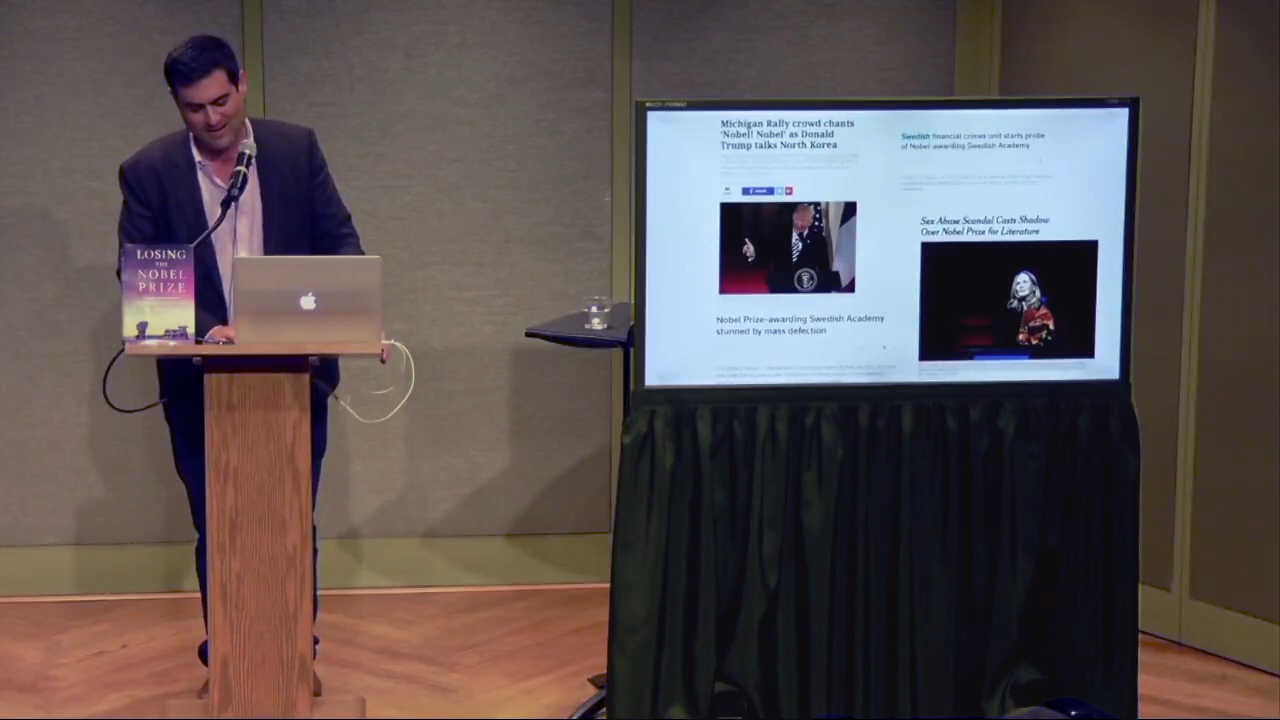 LOSING
THE
NOBEL
PRIZE
Michigan Rally crowd chants
'Nobel! Nobel' as Donald
Trump talks North Korea
Nobel Prize-awarding Swedish Academy
stunned by mass defection
Swedish financial crimes unit starts probe
of Nobel-awarding Swedish Academy
Sex Abuse Scandal Casts Shadow
Over Nobel Prize for Literature